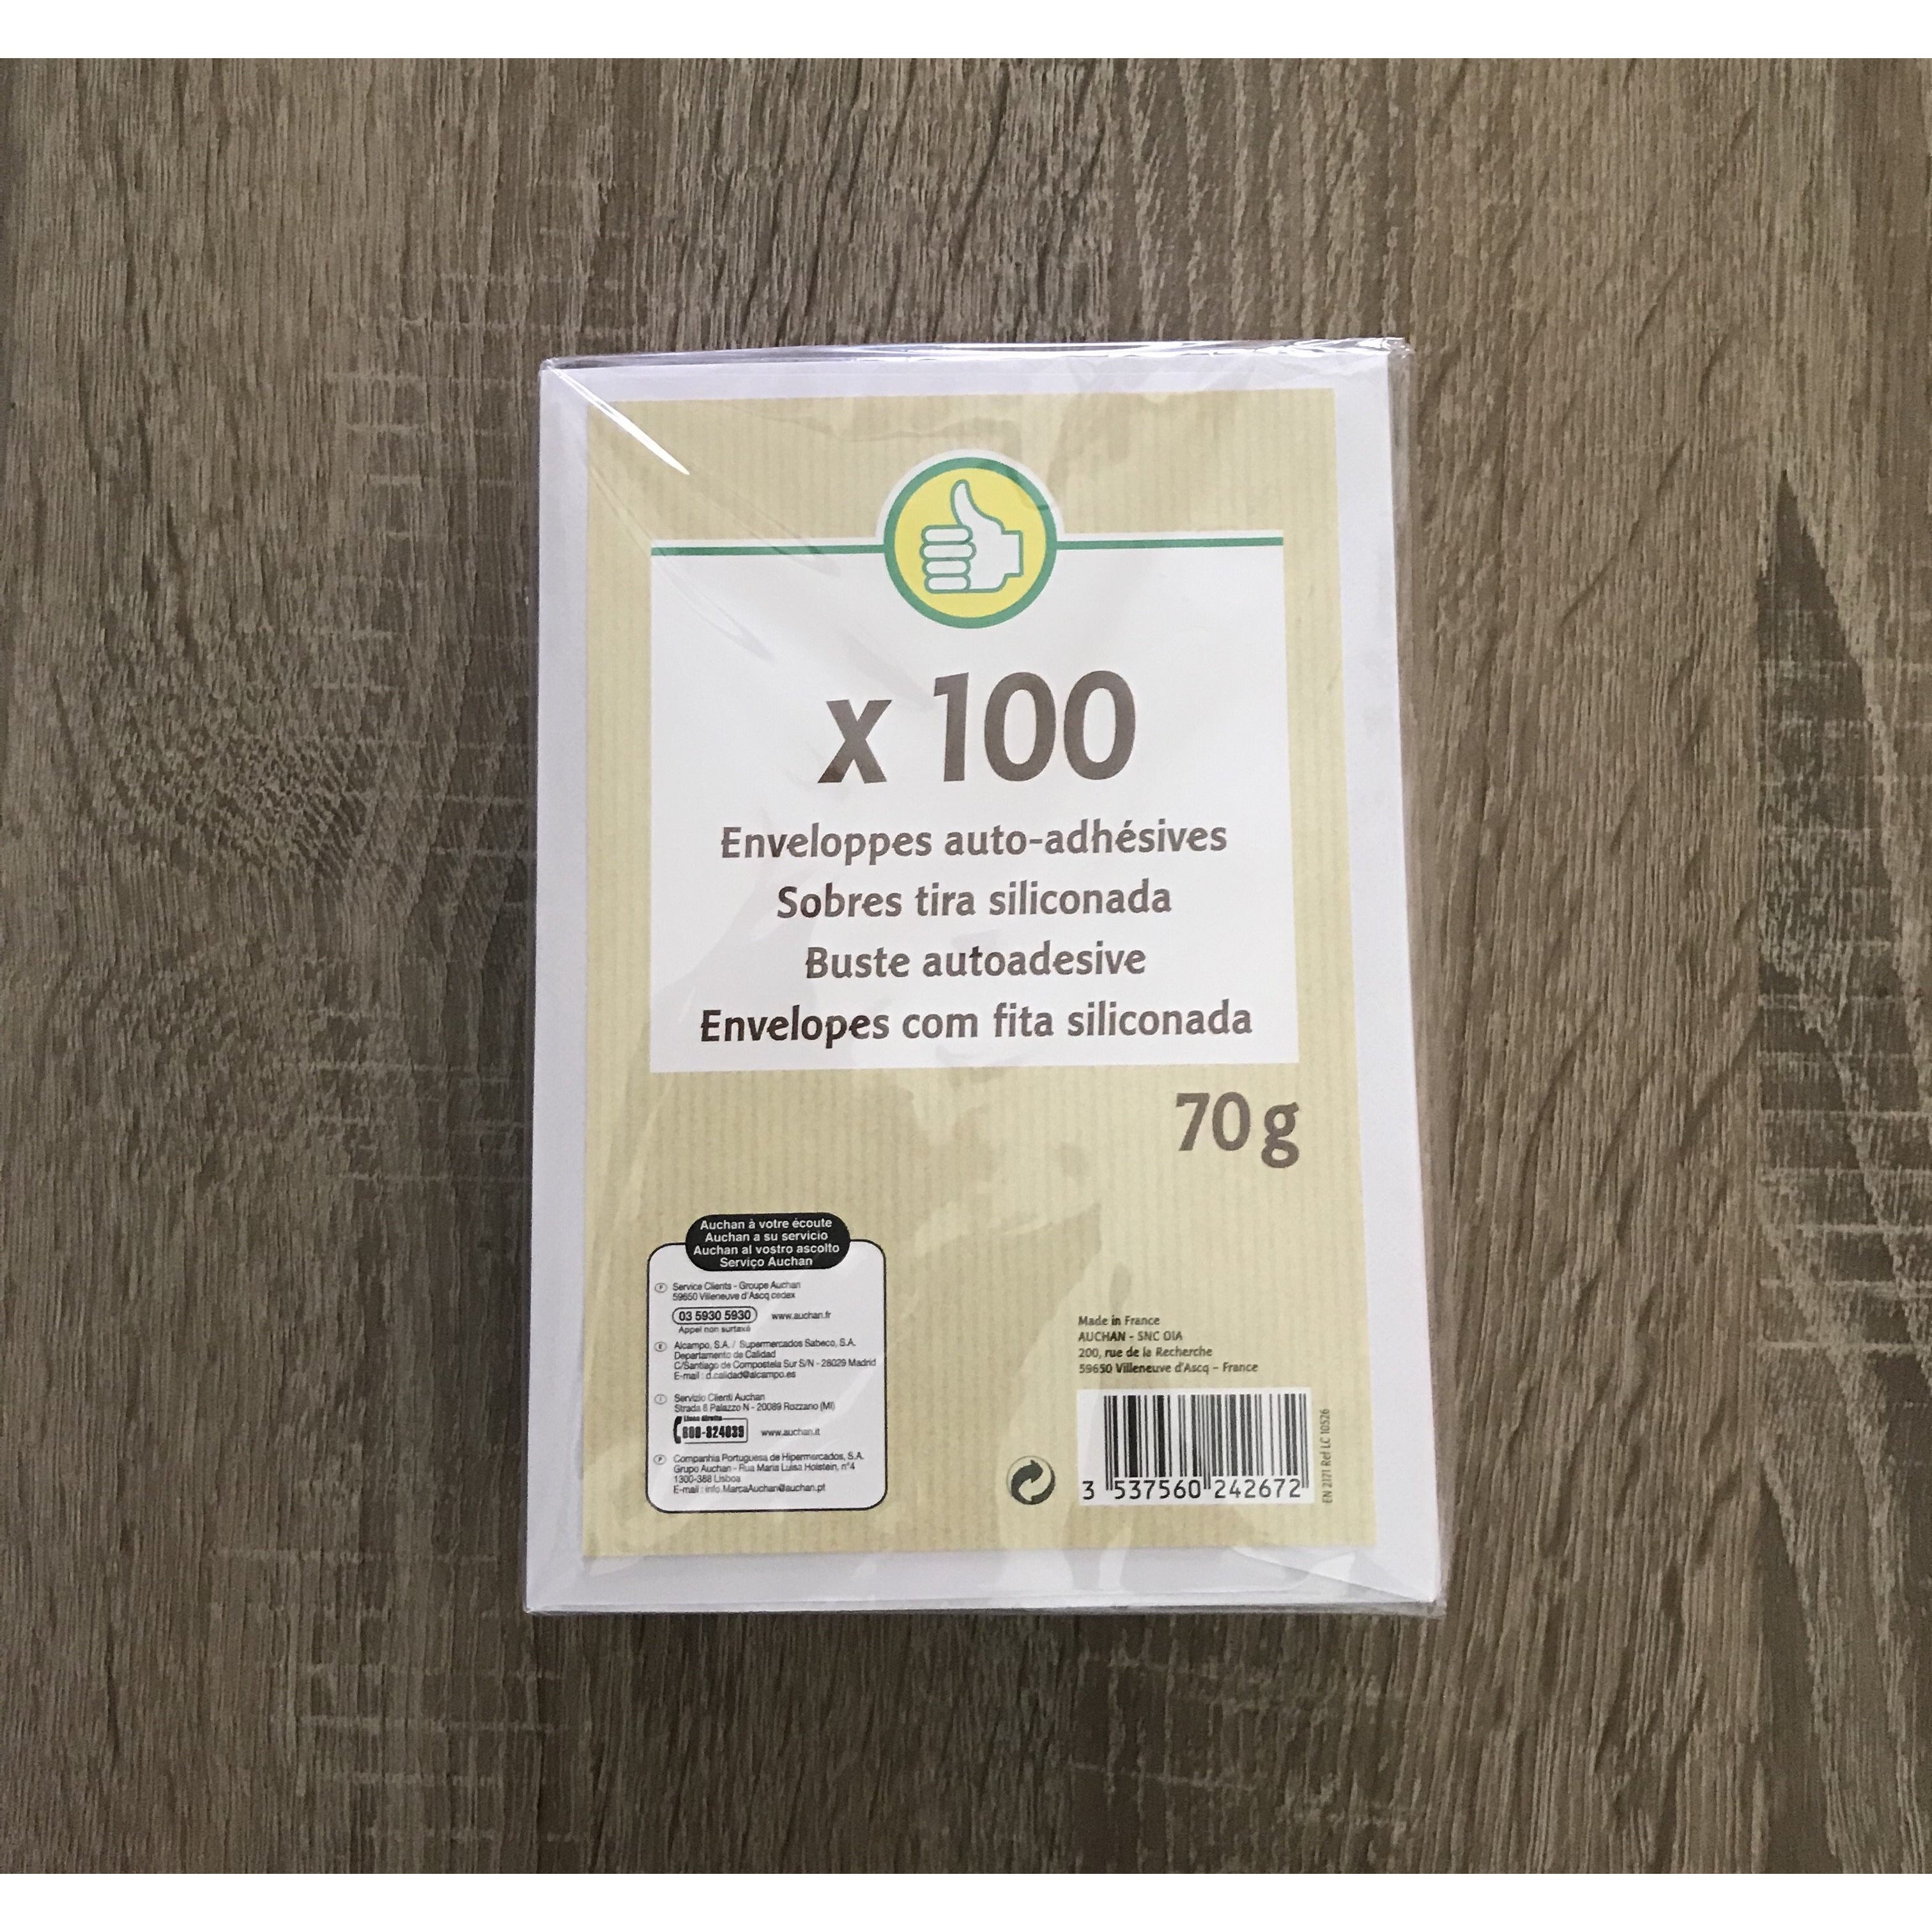 x 100
Enveloppes auto-adhésives
Sobres tira siliconada
Buste autoadesive
Envelopes com fita siliconada
70 g
Auchan à votre écoute
Auchan a su servicio
Auchan al vostro ascolto
Serviço Auchan
F Service Clients - Groupe Auchan
59650 Villeneuve d'Ascq cedex
03 5930 5930 www.auchan.fr
Appel non surtaxé
E Alcampo, S.A. / Supermercados Sabeco, S.A.
Departamento de Calidad
C/Santiago de Compostela Sur S/N - 28029 Madrid
E-mail : d.calidad@alcampo.es
I Servizio Clienti Auchan
Strada 8 Palazzo N - 20089 Rozzano (MI)
Linea diretta
800-824039 www.auchan.it
P Companhia Portuguesa de Hipermercados, S.A.
Grupo Auchan - Rua Maria Luisa Holstein, n°4
1300-388 Lisboa
E-mail : info.MarcaAuchan@auchan.pt
Made in France
AUCHAN - SNC OIA
200, rue de la Recherche
59650 Villeneuve d'Ascq – France
3 537560 242672
EN 2171 Ref LC 10526